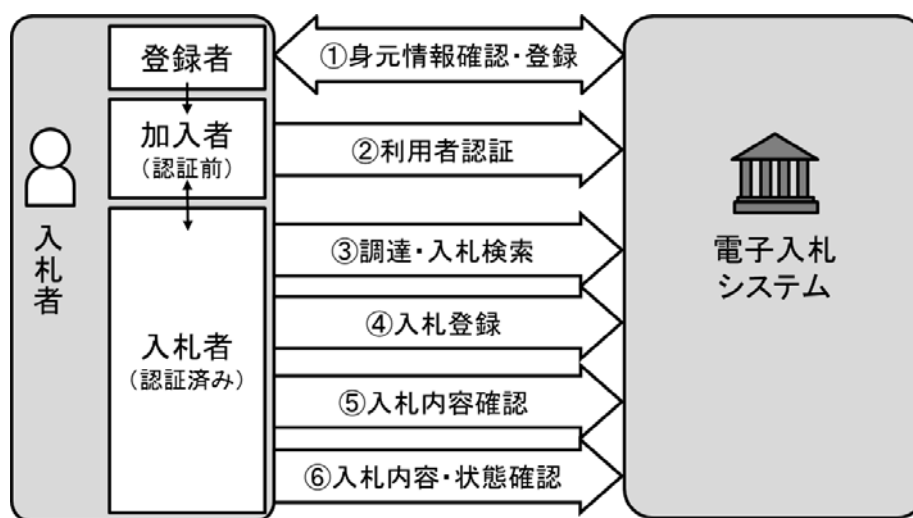 登録者
①身元情報確認・登録
加入者
（認証前）
②利用者認証
入札者
③調達・入札検索
電子入札
システム
④入札登録
入札者
（認証済み）
⑤入札内容確認
⑥入札内容・状態確認